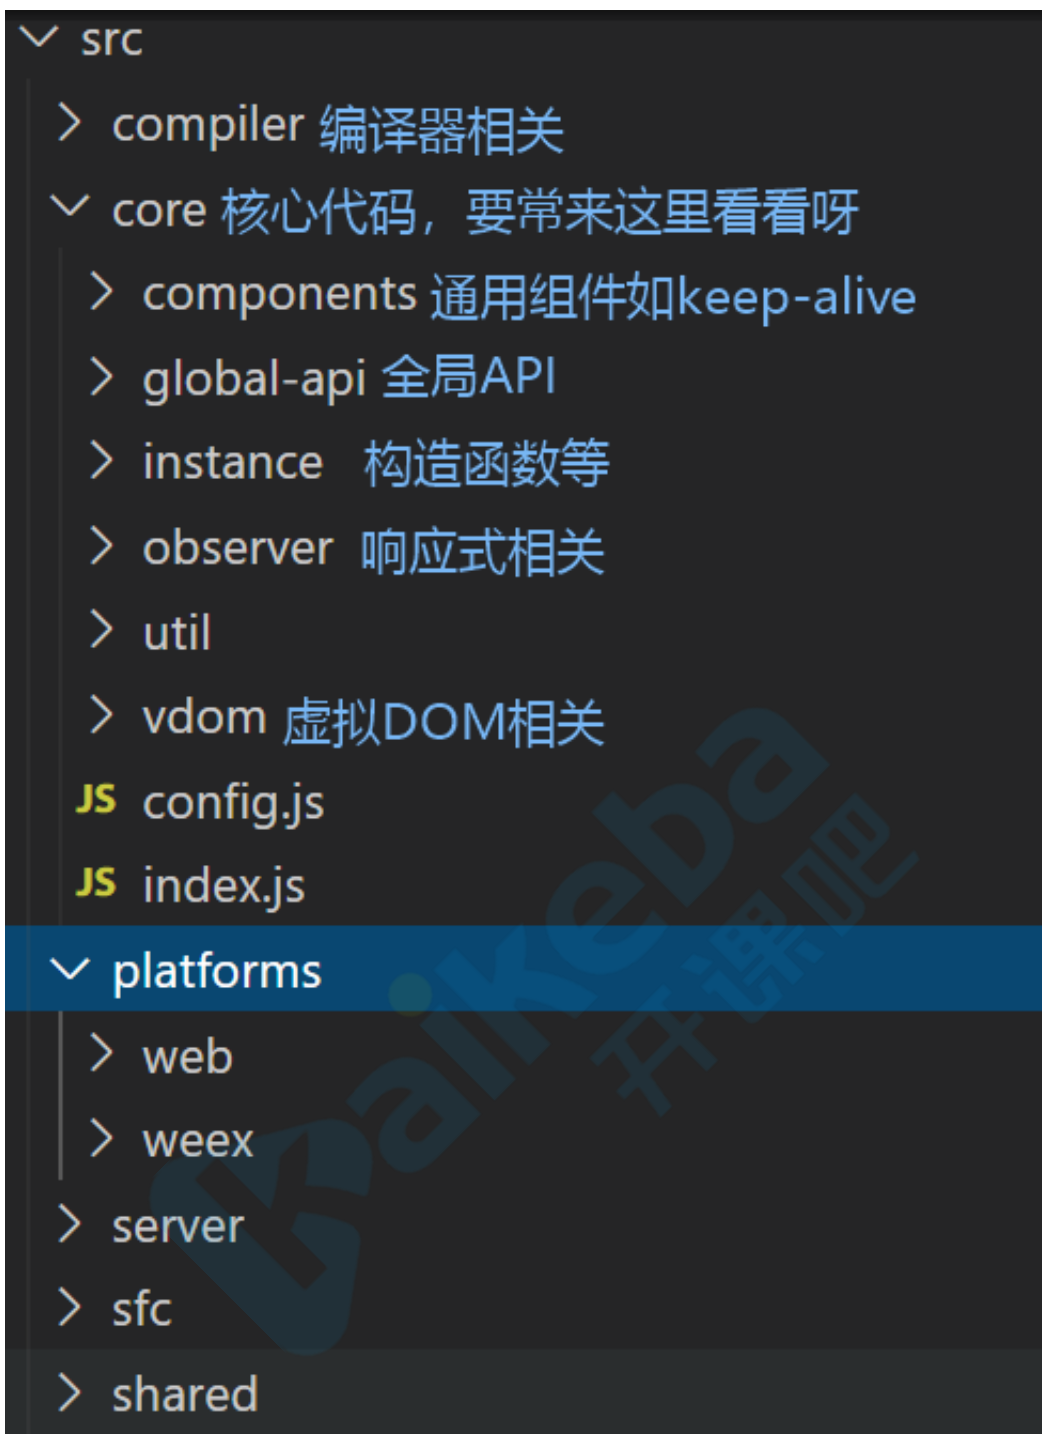 src
compiler 编译器相关
core 核心代码，要常来这里看看呀
components 通用组件如keep-alive
global-api 全局API
instance 构造函数等
observer 响应式相关
util
vdom 虚拟DOM相关
JS config.js
JS index.js
platforms
web
weex
server
sfc
shared
Kaikeba
开课吧